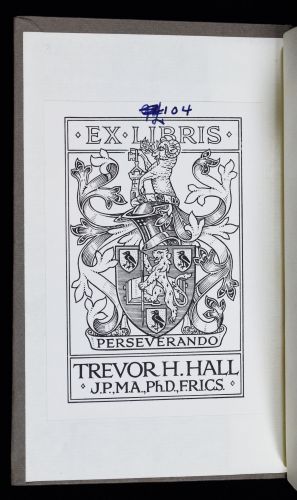 104
· EX · LIBRIS ·
PERSEVERANDO
TREVOR H. HALL
· J.P., M.A., Ph.D., F.R.I.C.S. ·